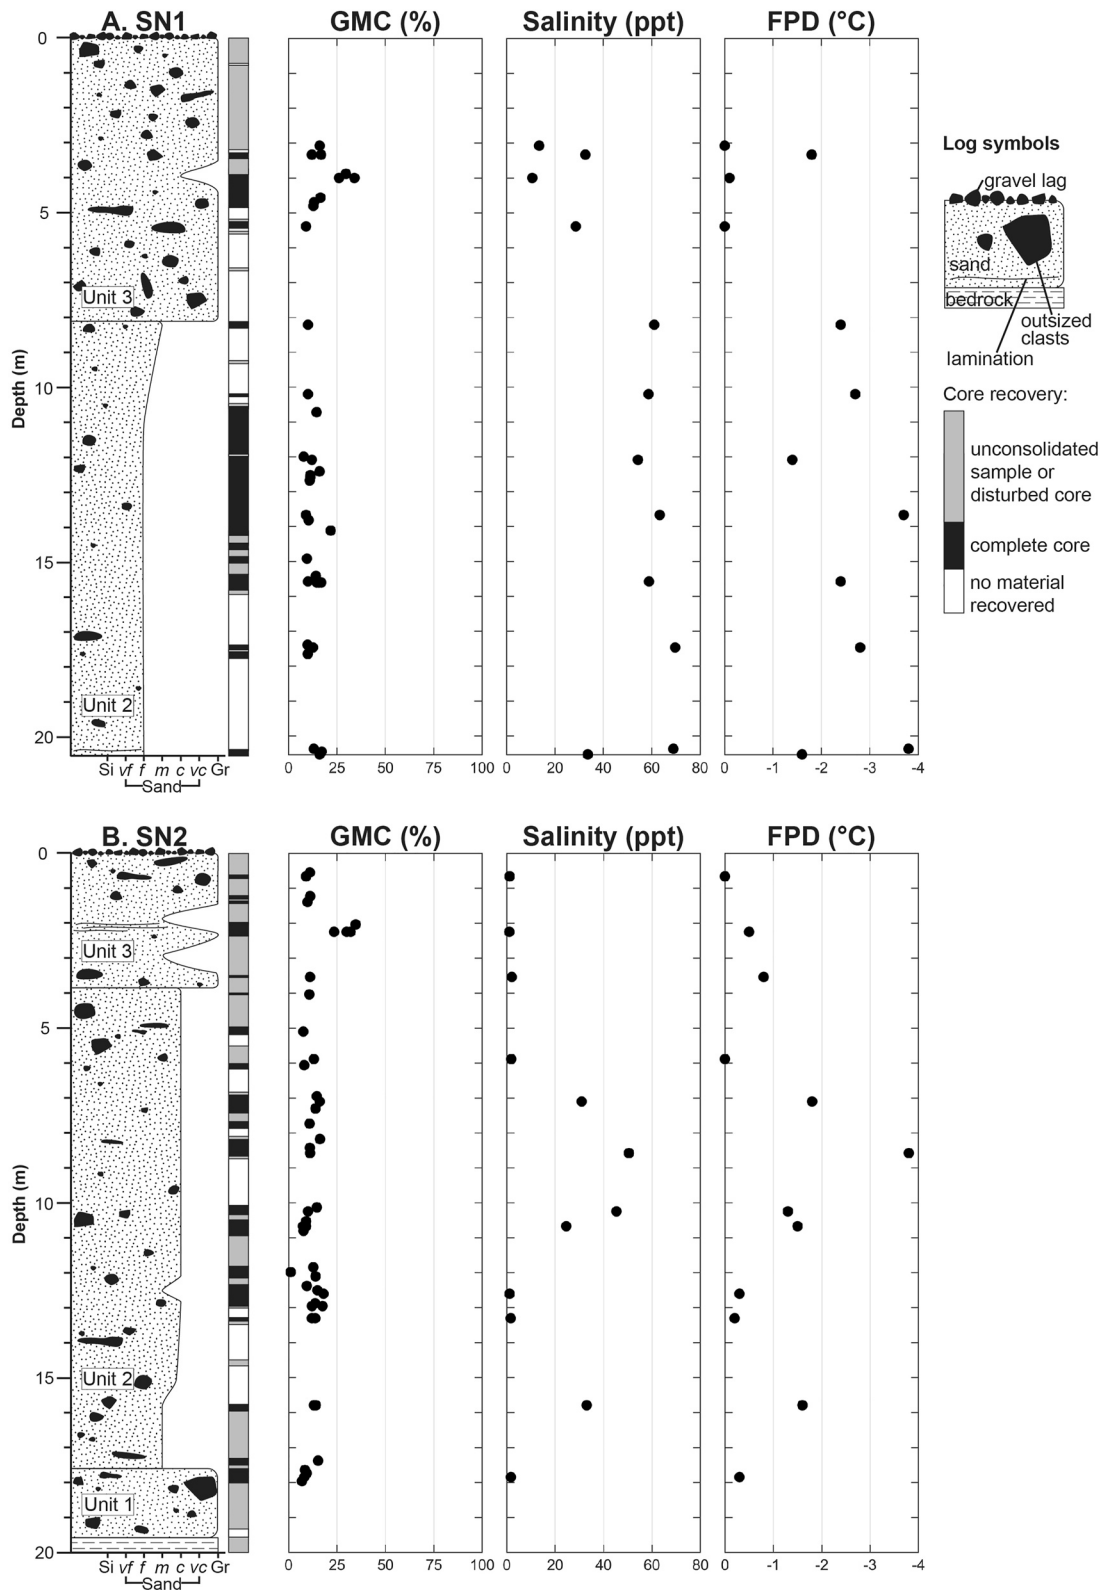 A. SN1
GMC (%)
Salinity (ppt)
FPD (°C)
0
5
10
15
20
Depth (m)
Unit 3
Unit 2
Si vf f m c vc Gr
Sand
0 25 50 75 100
0 20 40 60 80
0 -1 -2 -3 -4
Log symbols
gravel lag
sand
bedrock
outsized
clasts
lamination
Core recovery:
unconsolidated
sample or
disturbed core
complete core
no material
recovered
B. SN2
GMC (%)
Salinity (ppt)
FPD (°C)
0
5
10
15
20
Depth (m)
Unit 3
Unit 2
Unit 1
Si vf f m c vc Gr
Sand
0 25 50 75 100
0 20 40 60 80
0 -1 -2 -3 -4